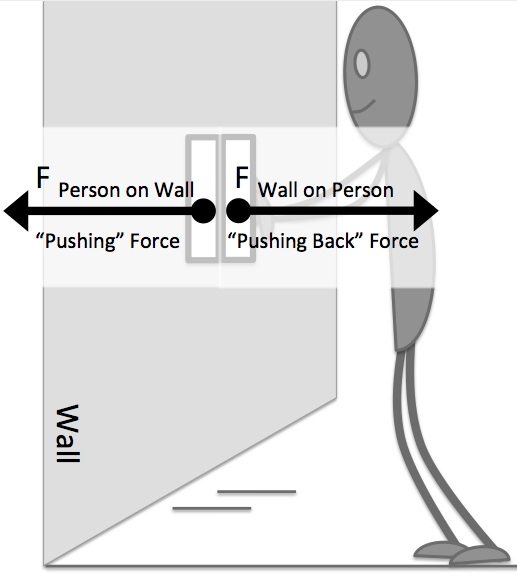 F Person on Wall
F Wall on Person
“Pushing” Force
“Pushing Back” Force
Wall